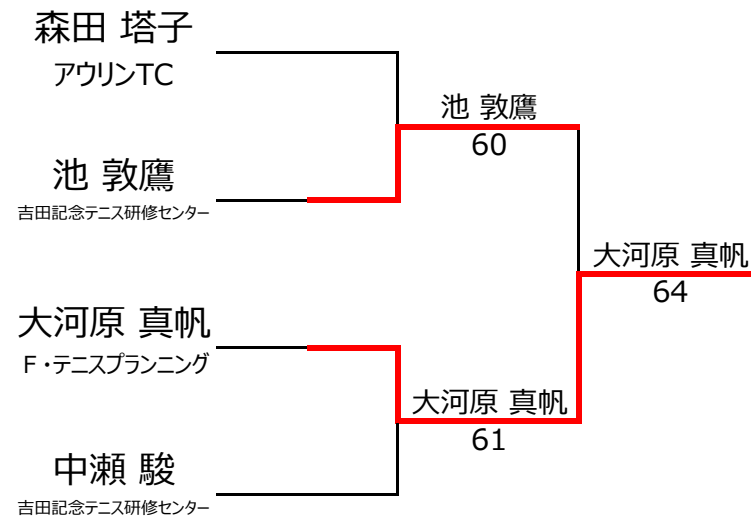 森田 塔子
アウリンTC
池 敦鷹
60
池 敦鷹
吉田記念テニス研修センター
大河原 真帆
64
大河原 真帆
F・テニスプランニング
大河原 真帆
61
中瀬 駿
吉田記念テニス研修センター